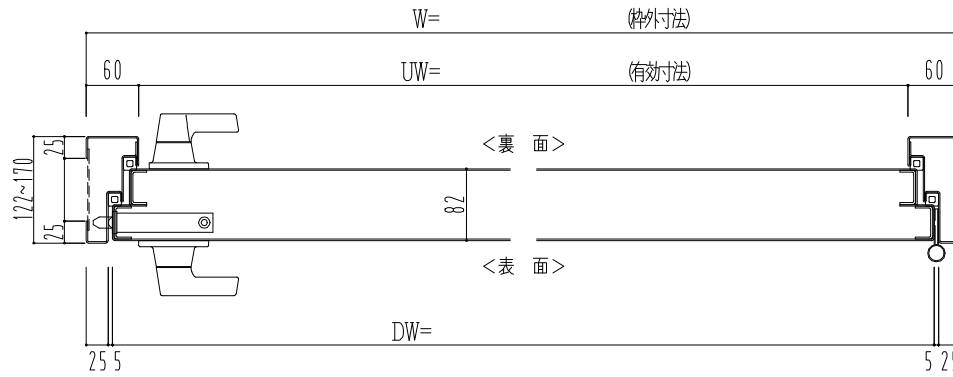 W= (枠外寸法)
60 UW= (有効寸法) 60
25 <裏 面>
122~170 82
25
<表 面>
DW=
25 5 5 25